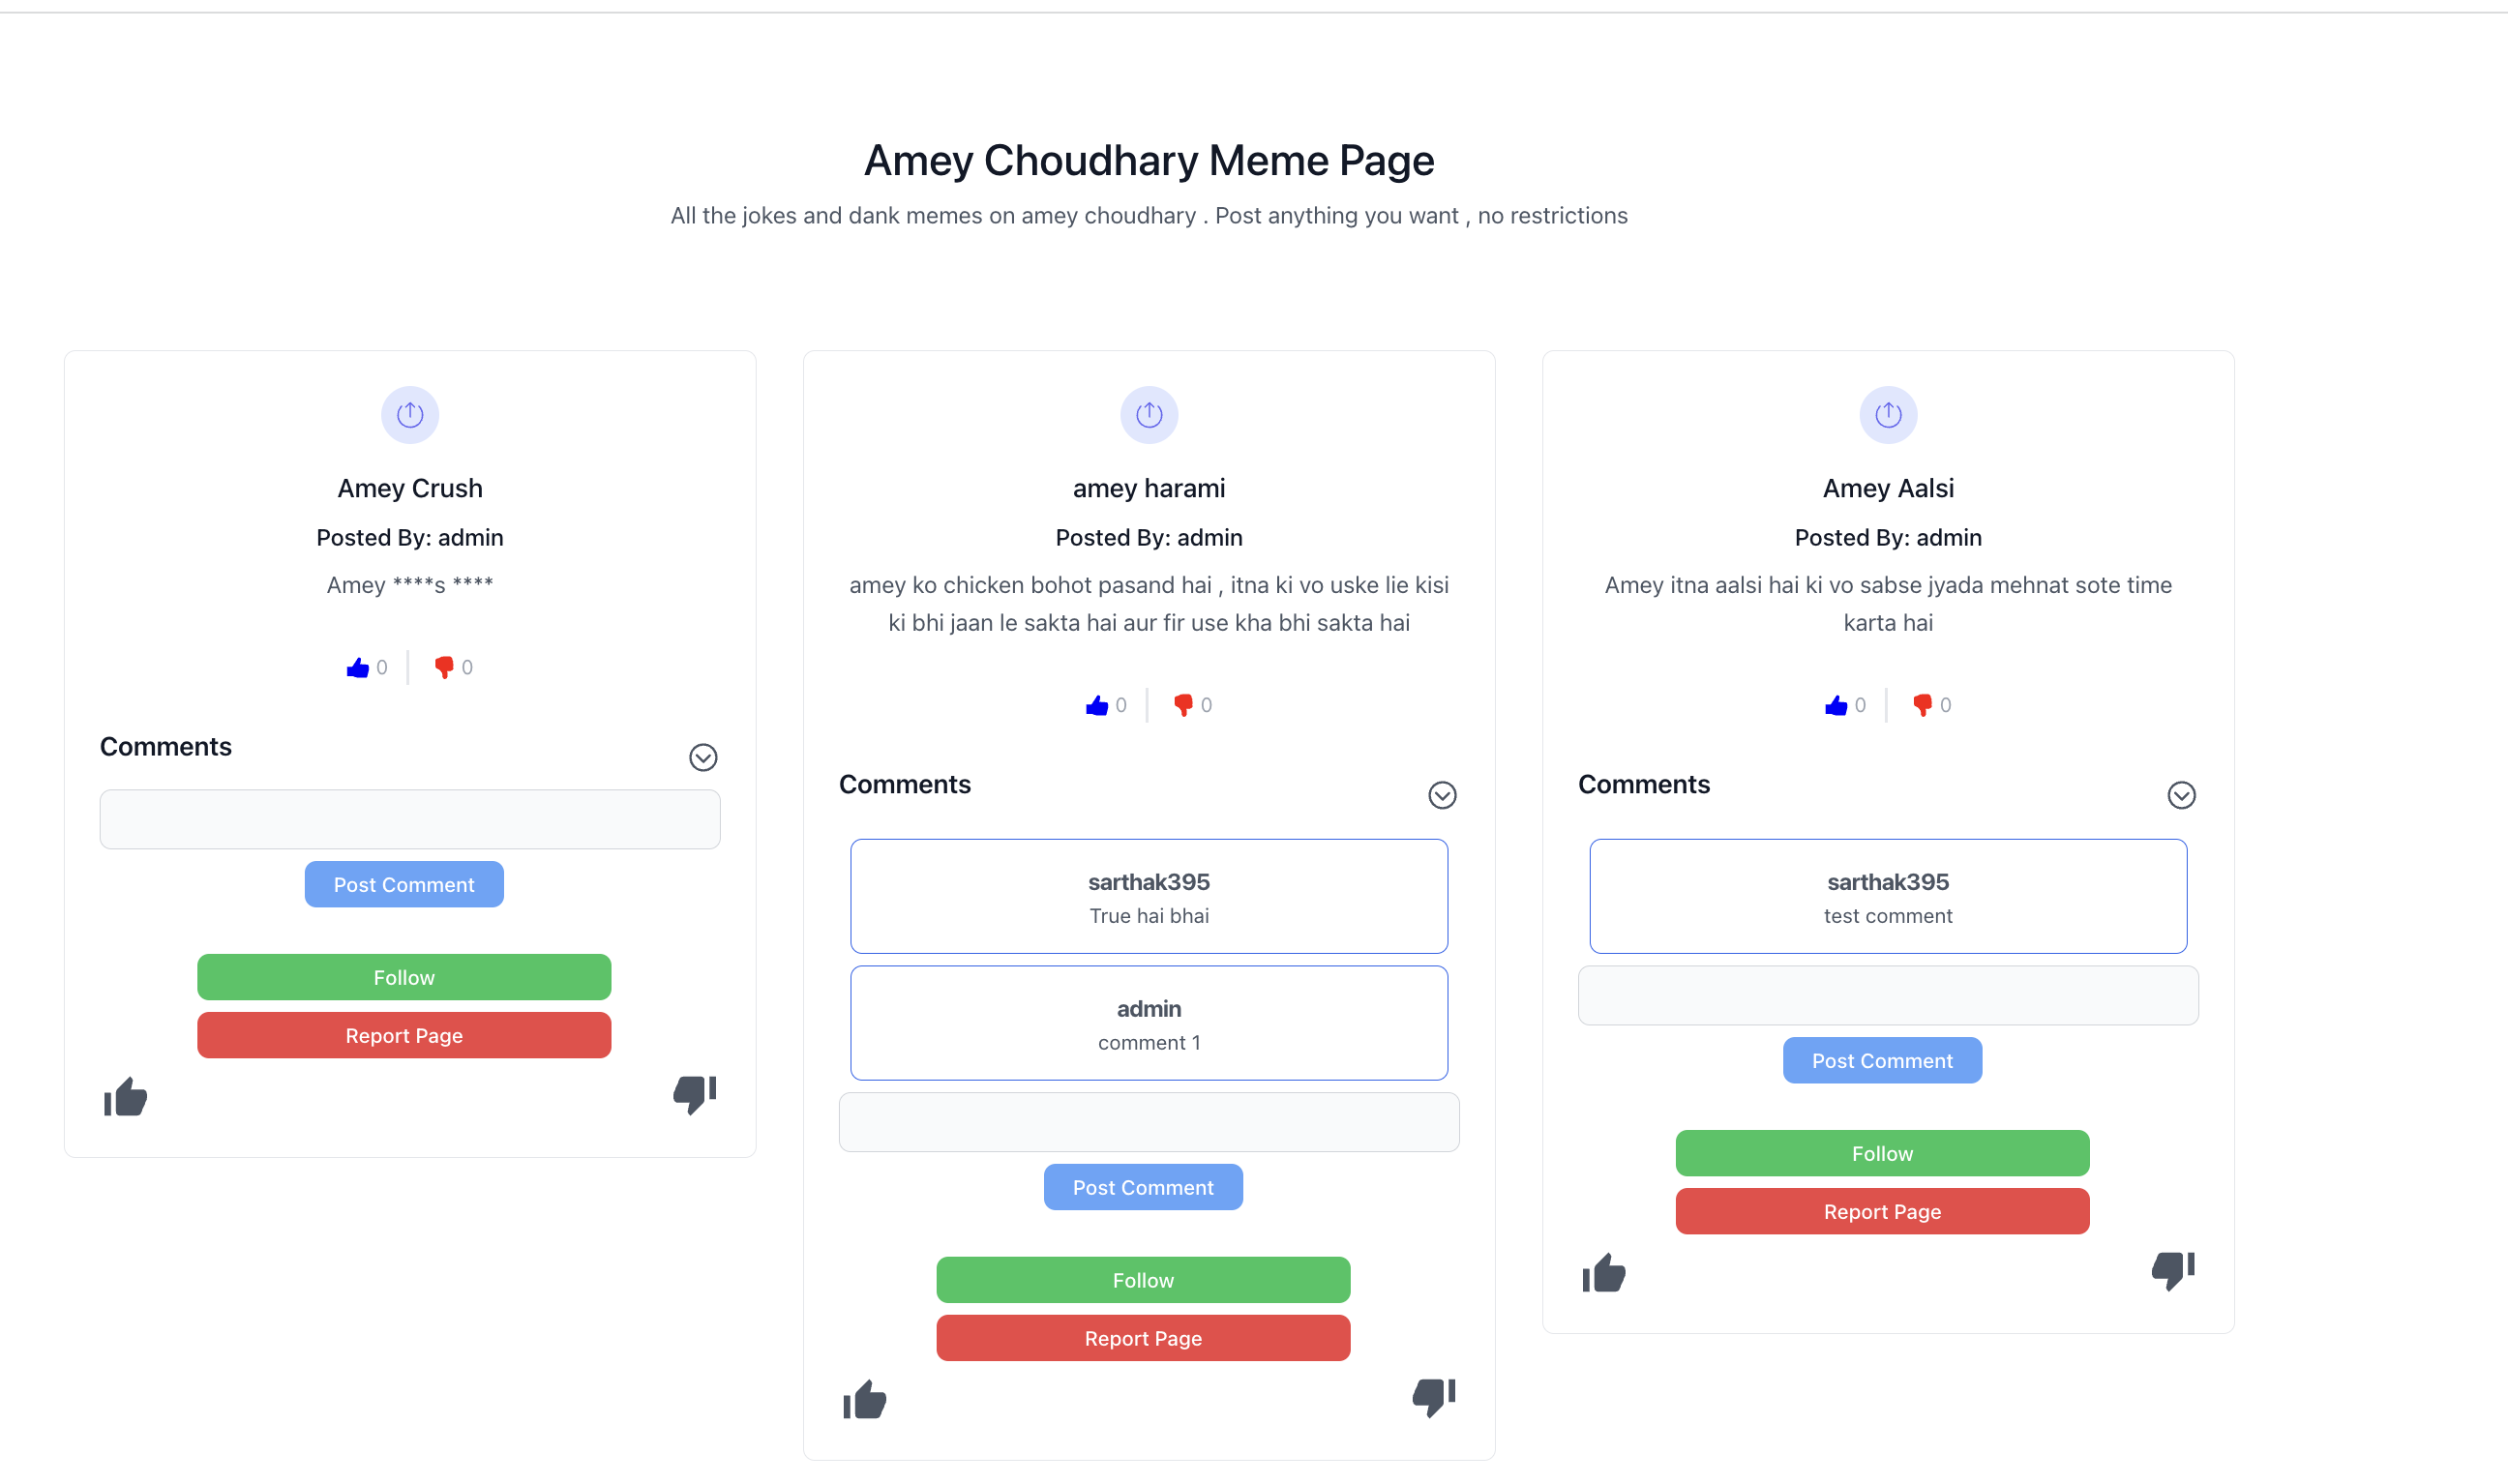 Amey Choudhary Meme Page
All the jokes and dank memes on amey choudhary . Post anything you want , no restrictions
Amey Crush
Posted By: admin
Amey ****s ****
0
0
Comments
Post Comment
Follow
Report Page
amey harami
Posted By: admin
amey ko chicken bohot pasand hai , itna ki vo uske lie kisi
ki bhi jaan le sakta hai aur fir use kha bhi sakta hai
0
0
Comments
sarthak395
True hai bhai
admin
comment 1
Post Comment
Follow
Report Page
Amey Aalsi
Posted By: admin
Amey itna aalsi hai ki vo sabse jyada mehnat sote time
karta hai
0
0
Comments
sarthak395
test comment
Post Comment
Follow
Report Page